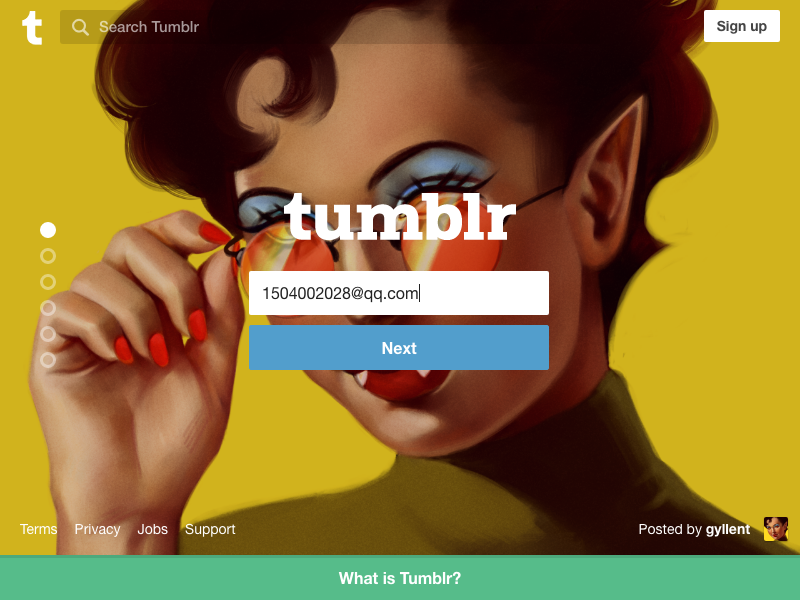 t
Search Tumblr
Sign up
tumblr
1504002028@qq.com
Next
Terms Privacy Jobs Support
Posted by gyllent
What is Tumblr?